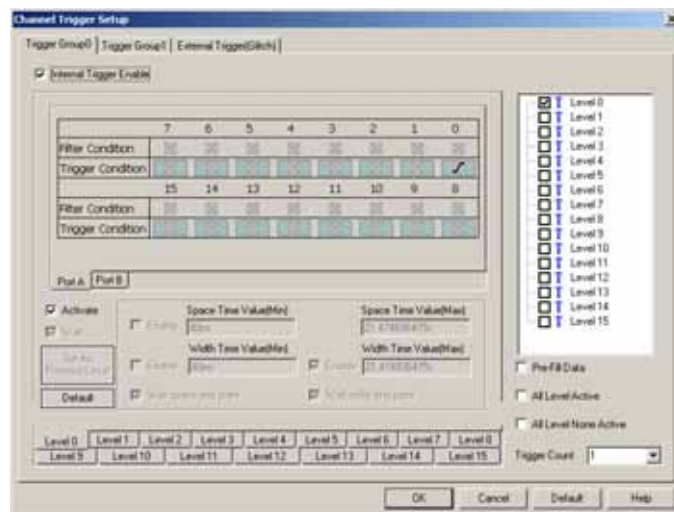 Channel Trigger Setup
Trigger Group0 Trigger Group1 External Trigger(Glitch)
Internal Trigger Enable
7 6 5 4 3 2 1 0
Filter Condition
Trigger Condition
15 14 13 12 11 10 9 8
Filter Condition
Trigger Condition
Port A Port B
Activate
Space Time Value(Min) Space Time Value(Max)
Enable
Width Time Value(Min) Width Time Value(Max)
Enable Enable
Default
Level 0 Level 1 Level 2 Level 3 Level 4 Level 5 Level 6 Level 7 Level 8
Level 9 Level 10 Level 11 Level 12 Level 13 Level 14 Level 15
T Level 0
T Level 1
T Level 2
T Level 3
T Level 4
T Level 5
T Level 6
T Level 7
T Level 8
T Level 9
T Level 10
T Level 11
T Level 12
T Level 13
T Level 14
T Level 15
Pre-Fill Data
All Level Active
All Level None Active
Trigger Count 1
OK Cancel Default Help